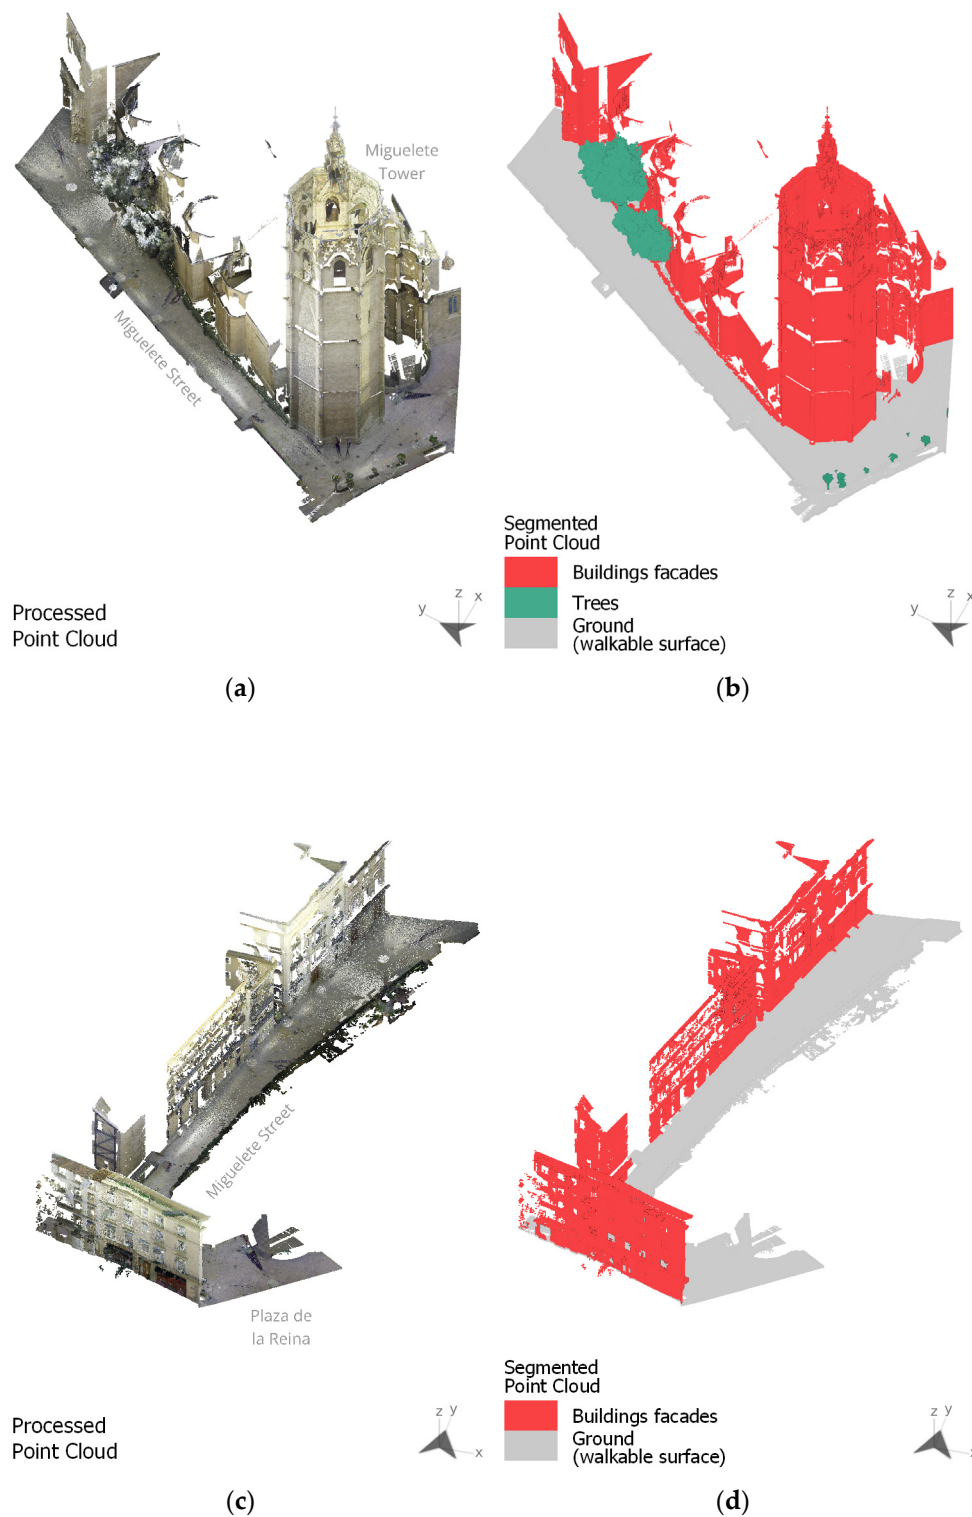 Miguelete
Tower
Miguelete Street
Processed
Point Cloud
y
z
x
(a)
Segmented
Point Cloud
Buildings facades
Trees
Ground
(walkable surface)
y
z
x
(b)
Miguelete Street
Plaza de
la Reina
Processed
Point Cloud
z
y
x
(c)
Segmented
Point Cloud
Buildings facades
Ground
(walkable surface)
z
y
x
(d)